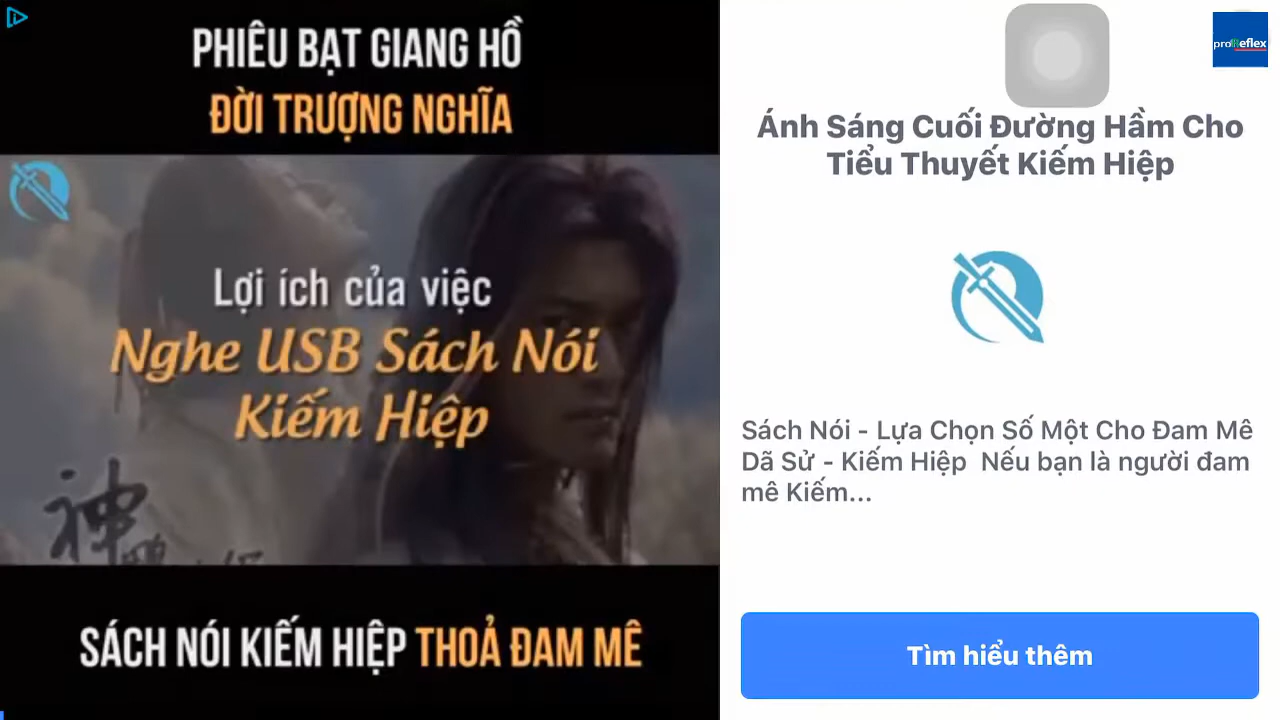 PHIÊU BẠT GIANG HỒ
ĐỜI TRƯỢNG NGHĨA
Lợi ích của việc
Nghe USB Sách Nói
Kiếm Hiệp
神
SÁCH NÓI KIẾM HIỆP THOẢ ĐAM MÊ
proReflex
Ánh Sáng Cuối Đường Hầm Cho
Tiểu Thuyết Kiếm Hiệp
Sách Nói - Lựa Chọn Số Một Cho Đam Mê
Dã Sử - Kiếm Hiệp  Nếu bạn là người đam
mê Kiếm...
Tìm hiểu thêm